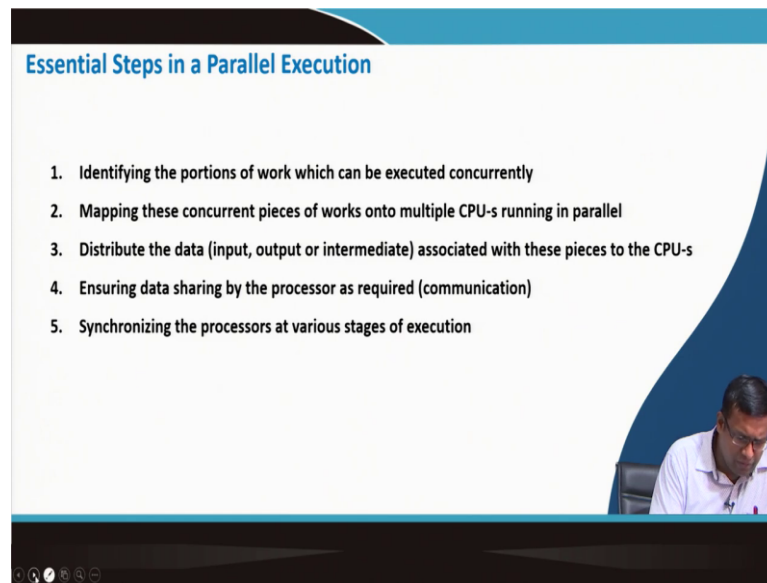 Essential Steps in a Parallel Execution
1. Identifying the portions of work which can be executed concurrently
2. Mapping these concurrent pieces of works onto multiple CPU-s running in parallel
3. Distribute the data (input, output or intermediate) associated with these pieces to the CPU-s
4. Ensuring data sharing by the processor as required (communication)
5. Synchronizing the processors at various stages of execution